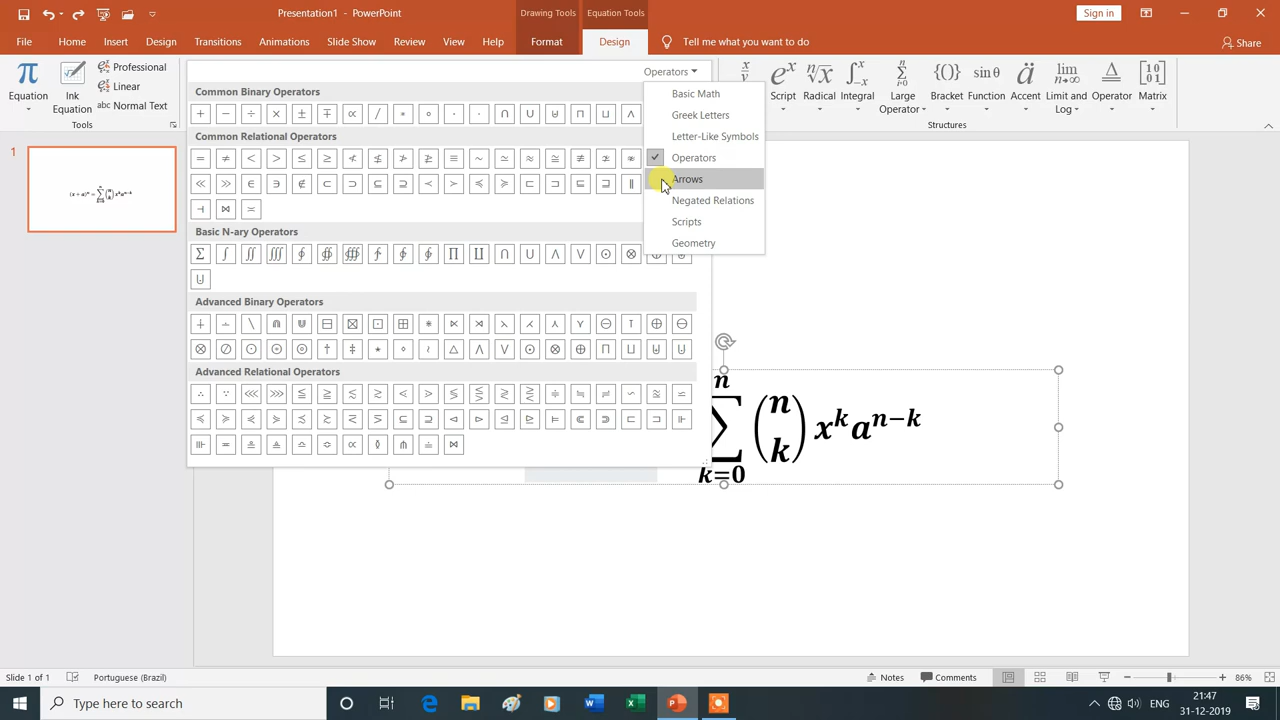 Presentation1 - PowerPoint
Drawing Tools
Equation Tools
Sign in
File Home Insert Design Transitions Animations Slide Show Review View Help Format Design Tell me what you want to do
Share
Equation
Ink Equation
Professional
Linear
abc Normal Text
Tools
Operators
Basic Math
Greek Letters
Letter-Like Symbols
Operators
Arrows
Negated Relations
Scripts
Geometry
Common Binary Operators
Common Relational Operators
Basic N-ary Operators
Advanced Binary Operators
Advanced Relational Operators
Script
Radical
Integral
Large Operator
Bracket
Function
Accent
Limit and Log
Operator
Matrix
Structures
1
n
∑ (n k) x^k a^(n−k)
k=0
Slide 1 of 1
Portuguese (Brazil)
Notes
Comments
86%
Type here to search
ENG
21:47
31-12-2019